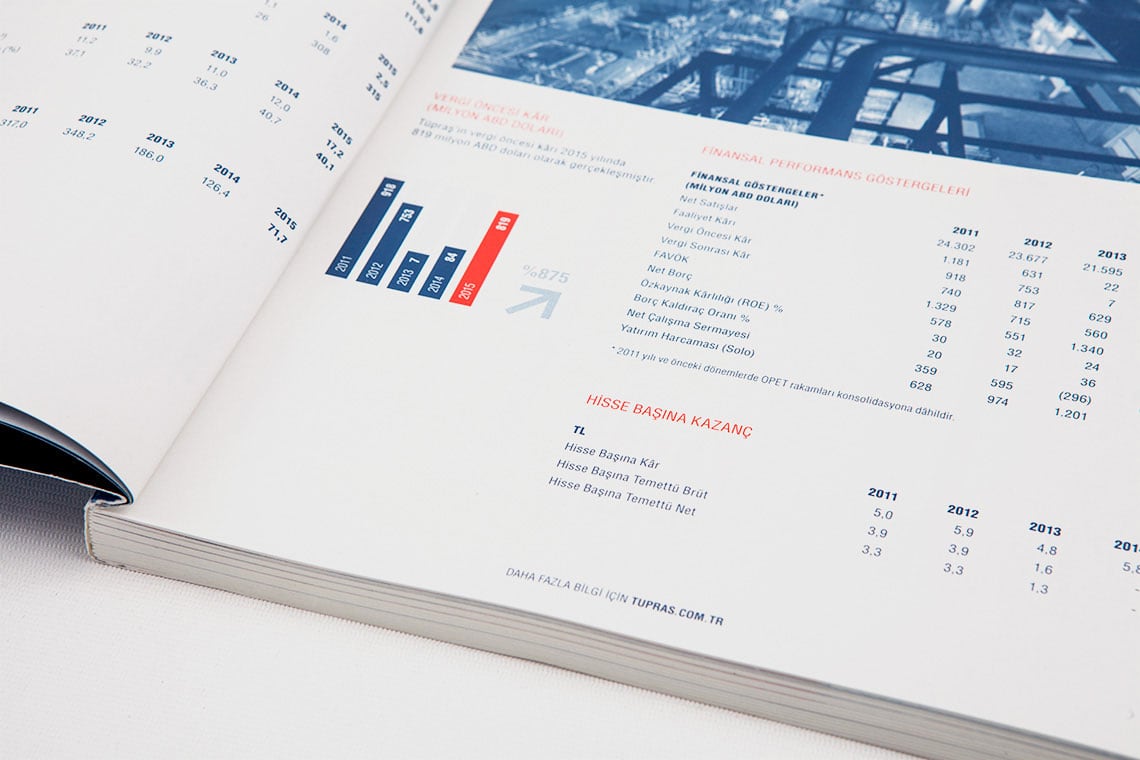 1,1
26
2014
1,6
308
2015
2,5
315
2011
11,2
37,1
2012
9,9
32,2
2013
11,0
36,3
2014
12,0
40,7
2015
17,2
40,1
(%)
2011
317,0
2012
348,2
2013
186,0
2014
126,4
2015
71,7
VERGİ ÖNCESİ KÂR
(MİLYON ABD DOLARI)
Tüpraş'ın vergi öncesi kârı 2015 yılında
819 milyon ABD doları olarak gerçekleşmiştir.
918 753 7 84 819
2011 2012 2013 2014 2015
%875
FİNANSAL PERFORMANS GÖSTERGELERİ
FİNANSAL GÖSTERGELER*
(MİLYON ABD DOLARI) 2011 2012 2013
Net Satışlar 24.302 23.677 21.595
Faaliyet Kârı 1.181 631 22
Vergi Öncesi Kâr 918 753 7
Vergi Sonrası Kâr 740 817 629
FAVÖK 1.329 715 560
Net Borç 578 551 1.340
Özkaynak Kârlılığı (ROE) % 30 32 24
Borç Kaldıraç Oranı % 20 17 36
Net Çalışma Sermayesi 359 595 (296)
Yatırım Harcaması (Solo) 628 974 1.201
* 2011 yılı ve önceki dönemlerde OPET rakamları konsolidasyona dâhildir.
HİSSE BAŞINA KAZANÇ
TL 2011 2012 2013
Hisse Başına Kâr 5,0 5,9 4,8
Hisse Başına Temettü Brüt 3,9 3,9 1.6
Hisse Başına Temettü Net 3.3 3.3 1.3
DAHA FAZLA BİLGİ İÇİN TUPRAS.COM.TR